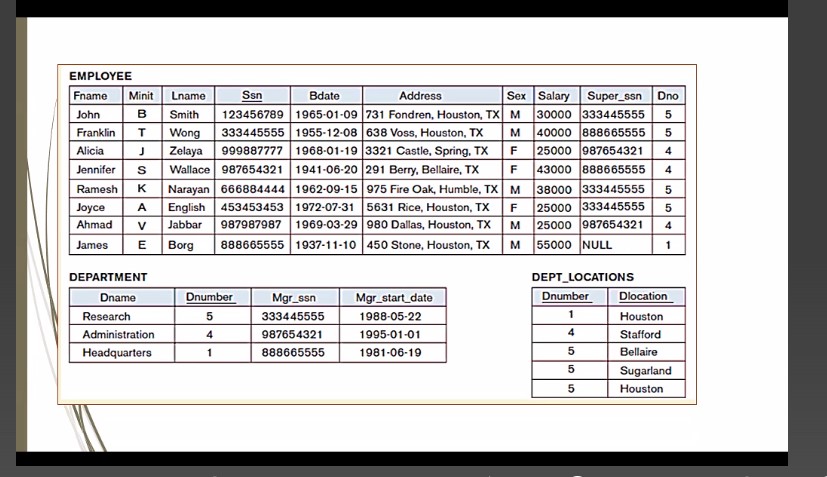 EMPLOYEE
Fname Minit Lname Ssn Bdate Address Sex Salary Super_ssn Dno
John B Smith 123456789 1965-01-09 731 Fondren, Houston, TX M 30000 333445555 5
Franklin T Wong 333445555 1955-12-08 638 Voss, Houston, TX M 40000 888665555 5
Alicia J Zelaya 999887777 1968-01-19 3321 Castle, Spring, TX F 25000 987654321 4
Jennifer S Wallace 987654321 1941-06-20 291 Berry, Bellaire, TX F 43000 888665555 4
Ramesh K Narayan 666884444 1962-09-15 975 Fire Oak, Humble, TX M 38000 333445555 5
Joyce A English 453453453 1972-07-31 5631 Rice, Houston, TX F 25000 333445555 5
Ahmad V Jabbar 987987987 1969-03-29 980 Dallas, Houston, TX M 25000 987654321 4
James E Borg 888665555 1937-11-10 450 Stone, Houston, TX M 55000 NULL 1
DEPARTMENT
Dname Dnumber Mgr_ssn Mgr_start_date
Research 5 333445555 1988-05-22
Administration 4 987654321 1995-01-01
Headquarters 1 888665555 1981-06-19
DEPT_LOCATIONS
Dnumber Dlocation
1 Houston
4 Stafford
5 Bellaire
5 Sugarland
5 Houston